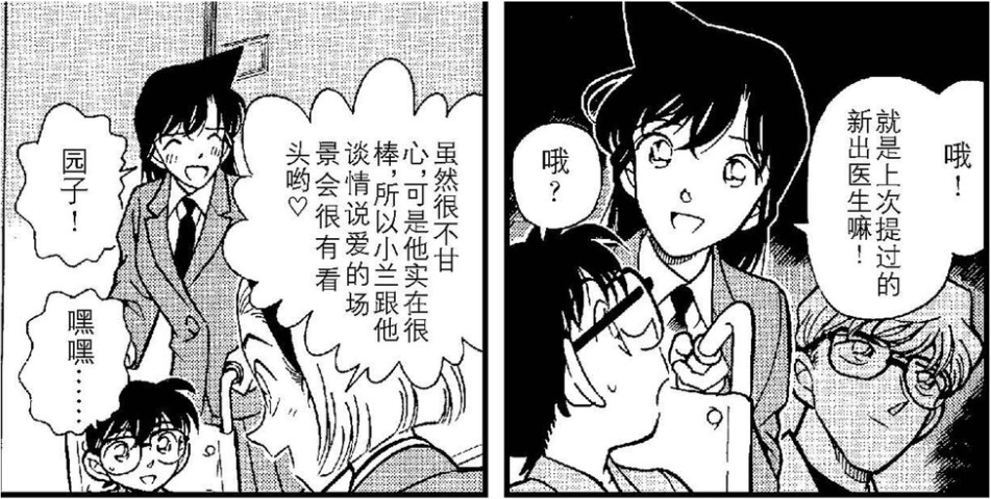 哦！
就是上次提过的
新出医生嘛！
哦？
虽然很不甘
心，可是他实在很
棒，所以小兰跟他
谈情说爱的场
景会很有看
头哟♡
园子！
嘿嘿……